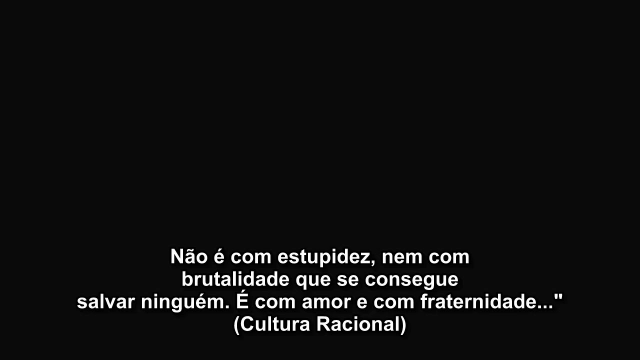 Não é com estupidez, nem com
brutalidade que se consegue
salvar ninguém. É com amor e com fraternidade..."
(Cultura Racional)